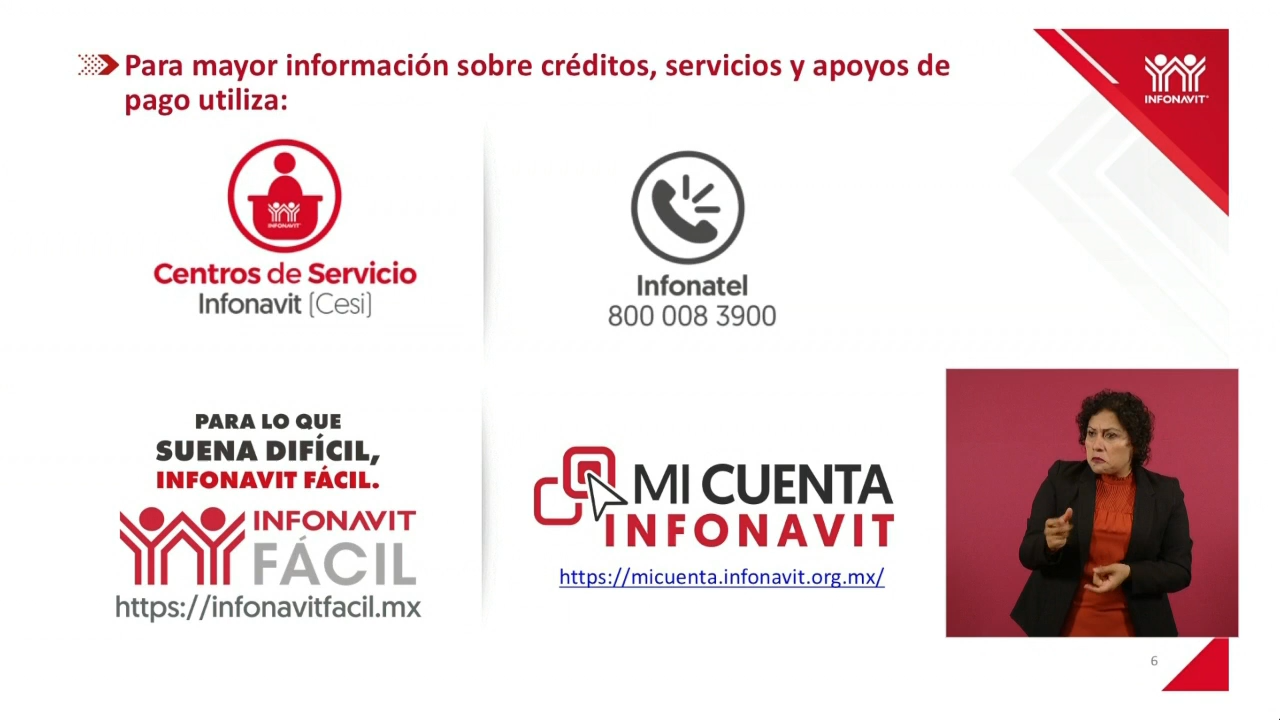 Para mayor información sobre créditos, servicios y apoyos de
pago utiliza:
INFONAVIT
INFONAVIT
Centros de Servicio
Infonavit (Cesi)
Infonatel
800 008 3900
PARA LO QUE
SUENA DIFÍCIL,
INFONAVIT FÁCIL.
INFONAVIT
FÁCIL
https://infonavitfacil.mx
MI CUENTA
INFONAVIT
https://micuenta.infonavit.org.mx/
6